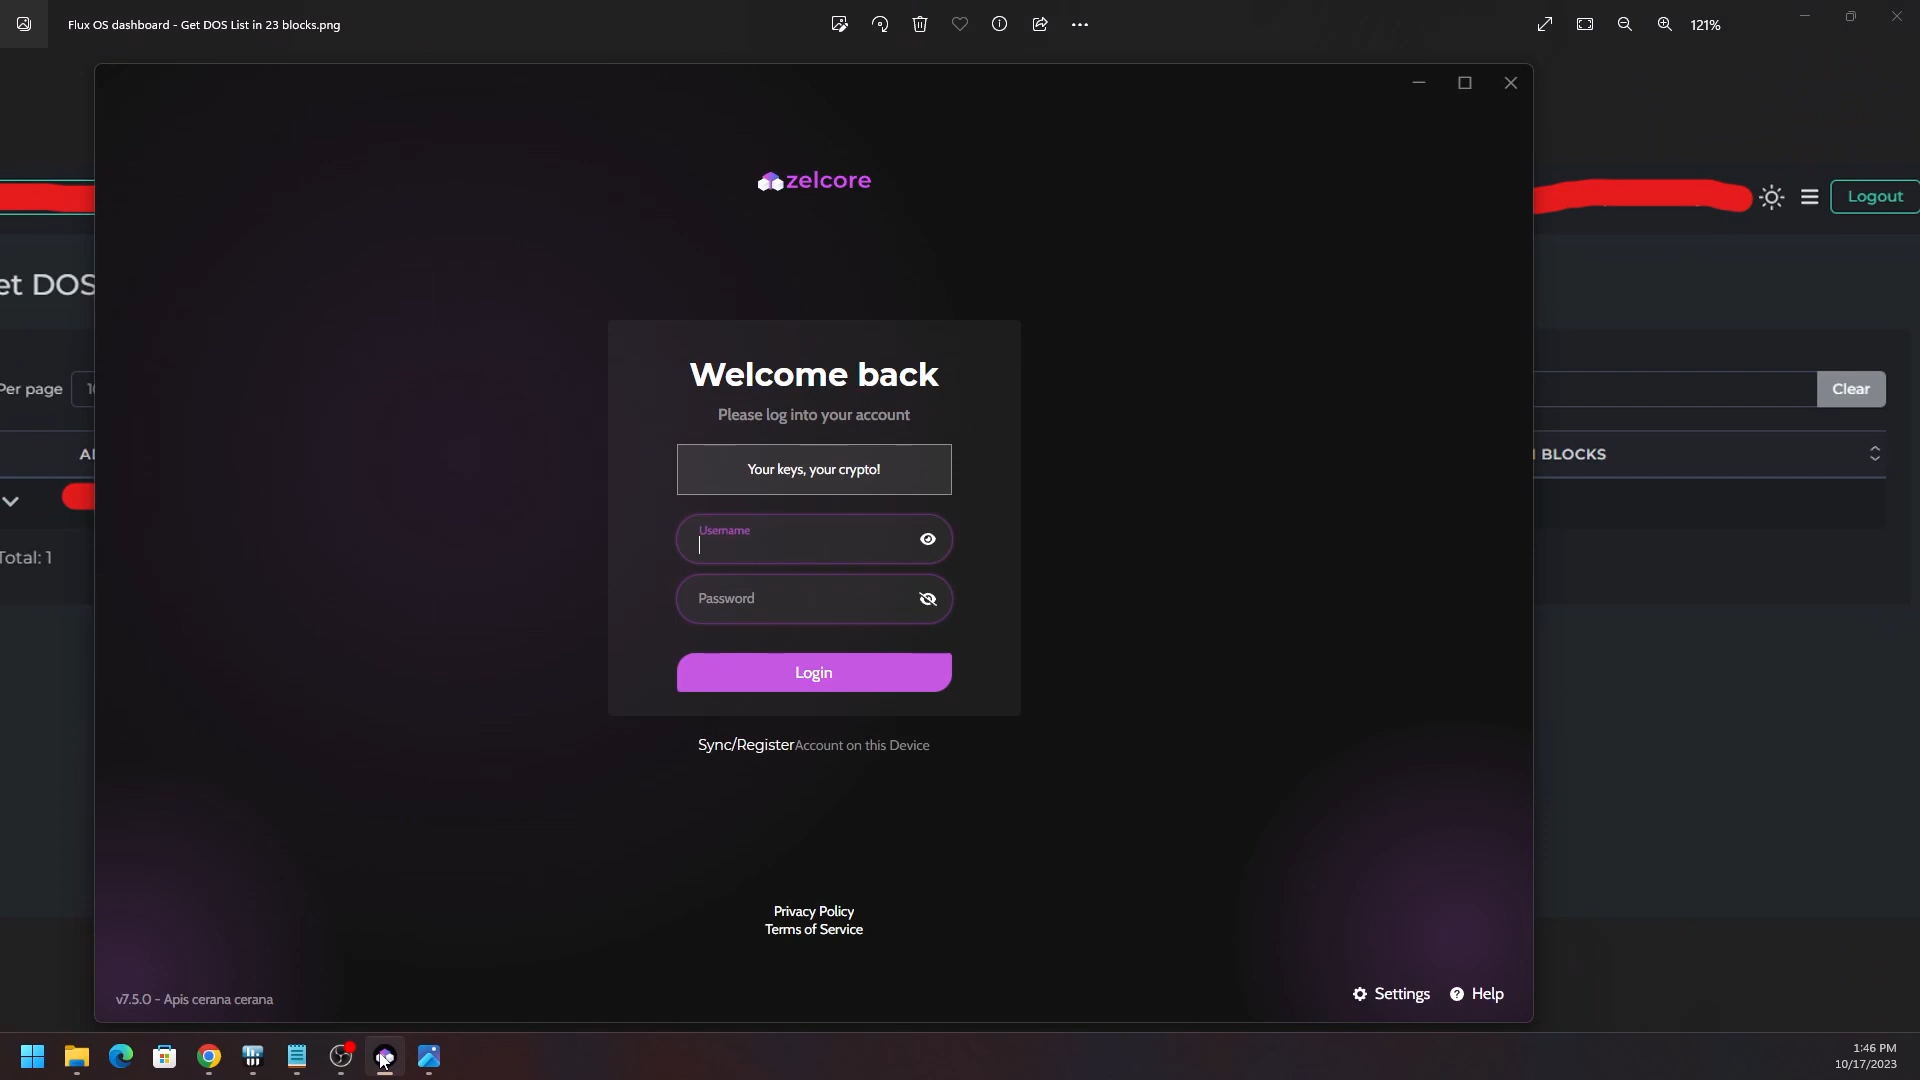 Flux OS dashboard - Get DOS List in 23 blocks.png
121%
zelcore
Logout
et DOS
Welcome back
Please log into your account
Per page
Clear
Your keys, your crypto!
BLOCKS
Username
Total: 1
Password
Login
Sync/Register Account on this Device
Privacy Policy
Terms of Service
v7.5.0 - Apis cerana cerana
Settings
Help
1:46 PM
10/17/2023